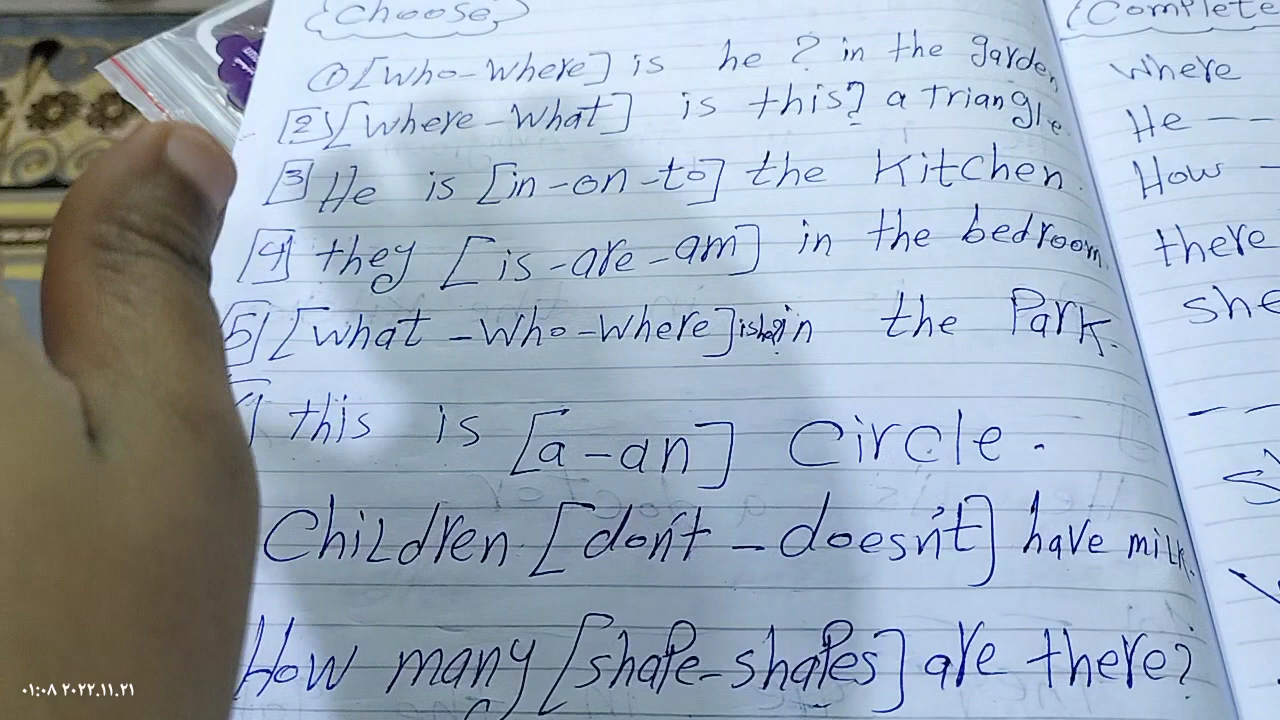 {Choose}
① [Who-Where] is he ? in the garden
[2] [Where-What] is this? a Triangle.
[3] He is [in-on-to] the Kitchen.
[4] they [is-are-am] in the bedroom.
[5] [what-Who-Where] is he? in the Park.
this is [a-an] Circle.
Children [don't-doesn't] have milk.
How many [shape-shapes] are there?
(Complete
Where
He --
How -
there
she
٠١:٠٨ ٢٠٢٢.١١.٢١